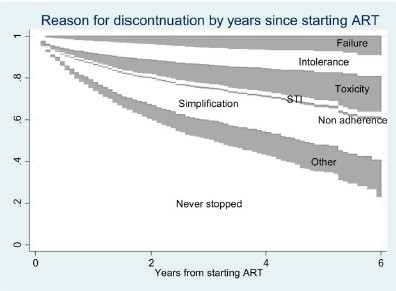 Reason for discontnuation by years since starting ART
Failure
Intolerance
Toxicity
STI
Simplification
Non adherence
Other
Never stopped
1
.8
.6
.4
.2
0
0 2 4 6
Years from starting ART